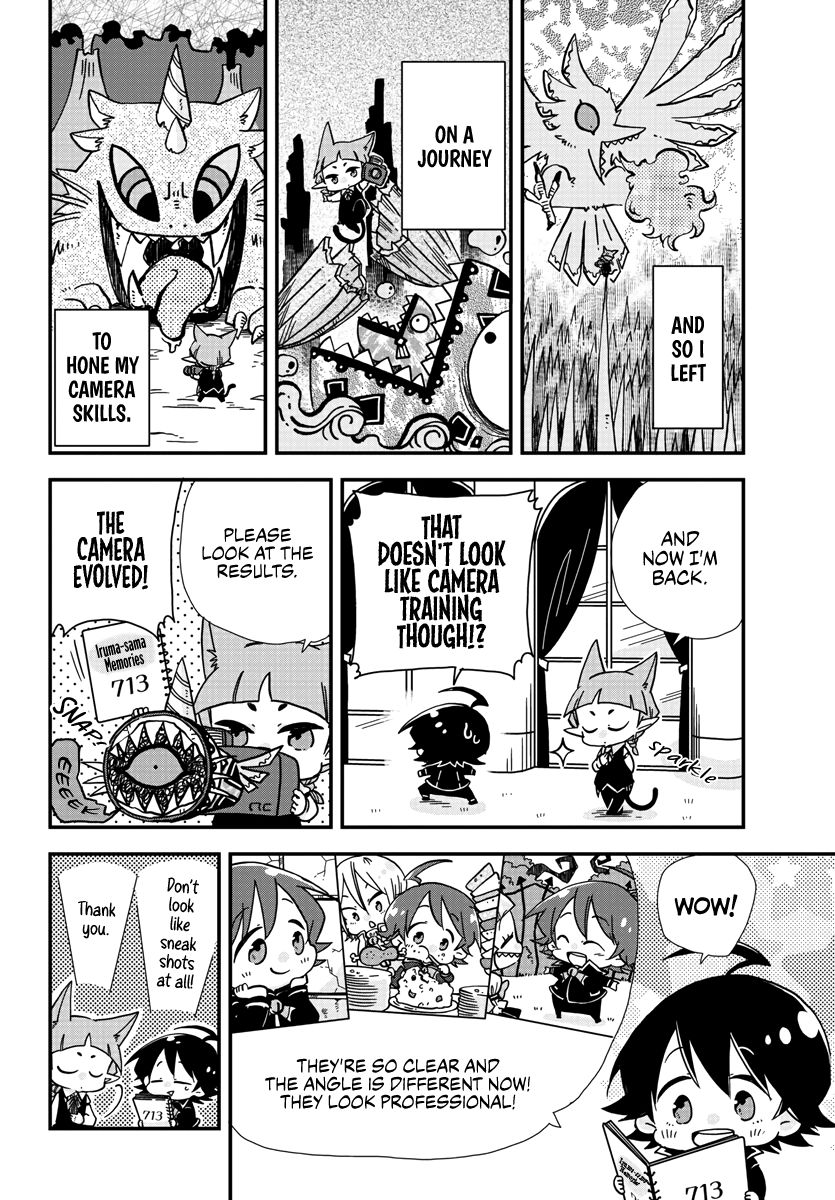 AND
SO I
LEFT
ON A
JOURNEY
TO
HONE MY
CAMERA
SKILLS.
AND
NOW I'M
BACK.
THAT
DOESN'T LOOK
LIKE CAMERA
TRAINING
THOUGH!?
sparkle
PLEASE
LOOK AT THE
RESULTS.
THE
CAMERA
EVOLVED!
Iruma-sama
Memories
713
SNAP!
EEEEK
WOW!
THEY'RE SO CLEAR AND
THE ANGLE IS DIFFERENT NOW!
THEY LOOK PROFESSIONAL!
Iruma-sama
Memories
713
Don't
look
like
sneak
shots
at all!
Thank
you.
713